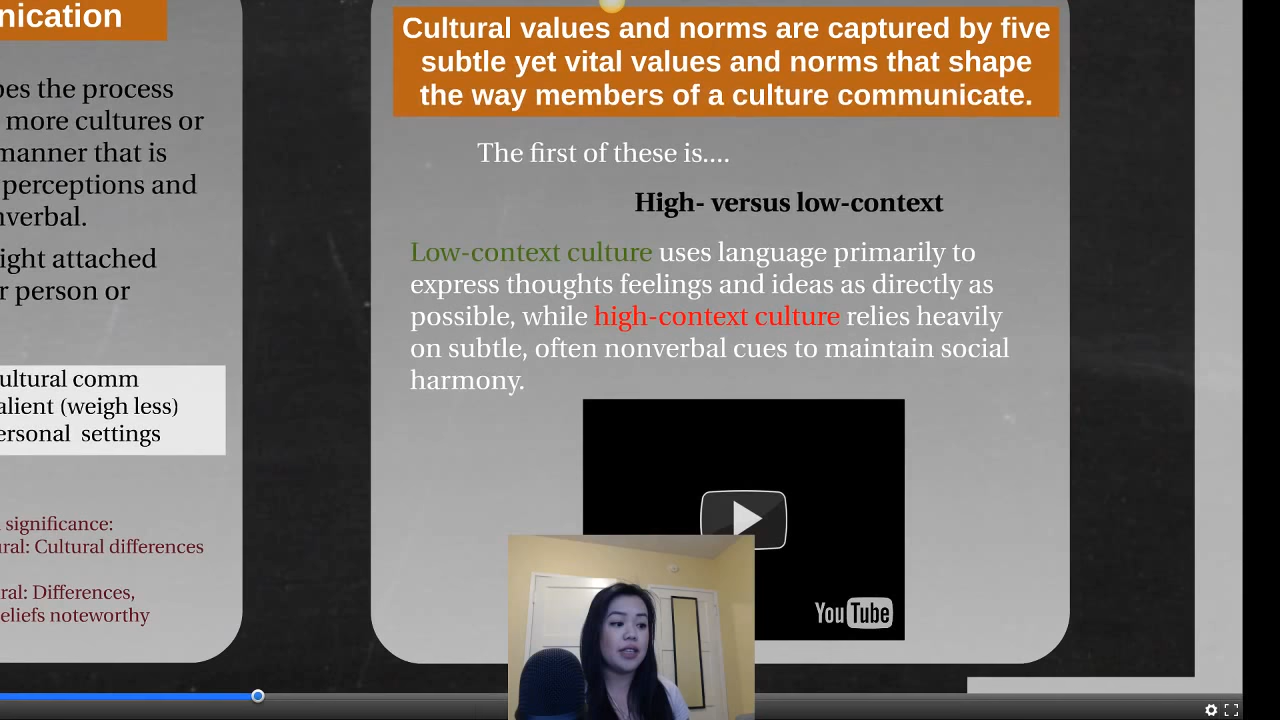 nication
pes the process
more cultures or
manner that is
perceptions and
nverbal.
ight attached
r person or
ultural comm
alient (weigh less)
ersonal settings
significance:
ural: Cultural differences
ral: Differences,
eliefs noteworthy
Cultural values and norms are captured by five
subtle yet vital values and norms that shape
the way members of a culture communicate.
The first of these is....
High- versus low-context
Low-context culture uses language primarily to
express thoughts feelings and ideas as directly as
possible, while high-context culture relies heavily
on subtle, often nonverbal cues to maintain social
harmony.
YouTube